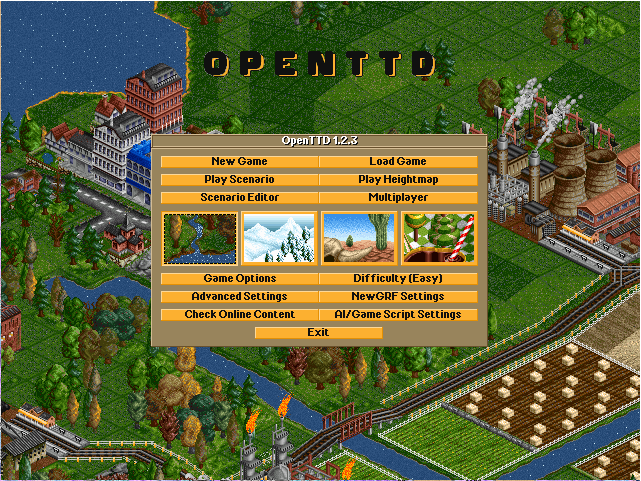 OPENTTD
OpenTTD 1.2.3
New Game Load Game
Play Scenario Play Heightmap
Scenario Editor Multiplayer
Game Options Difficulty (Easy)
Advanced Settings NewGRF Settings
Check Online Content AI/Game Script Settings
Exit